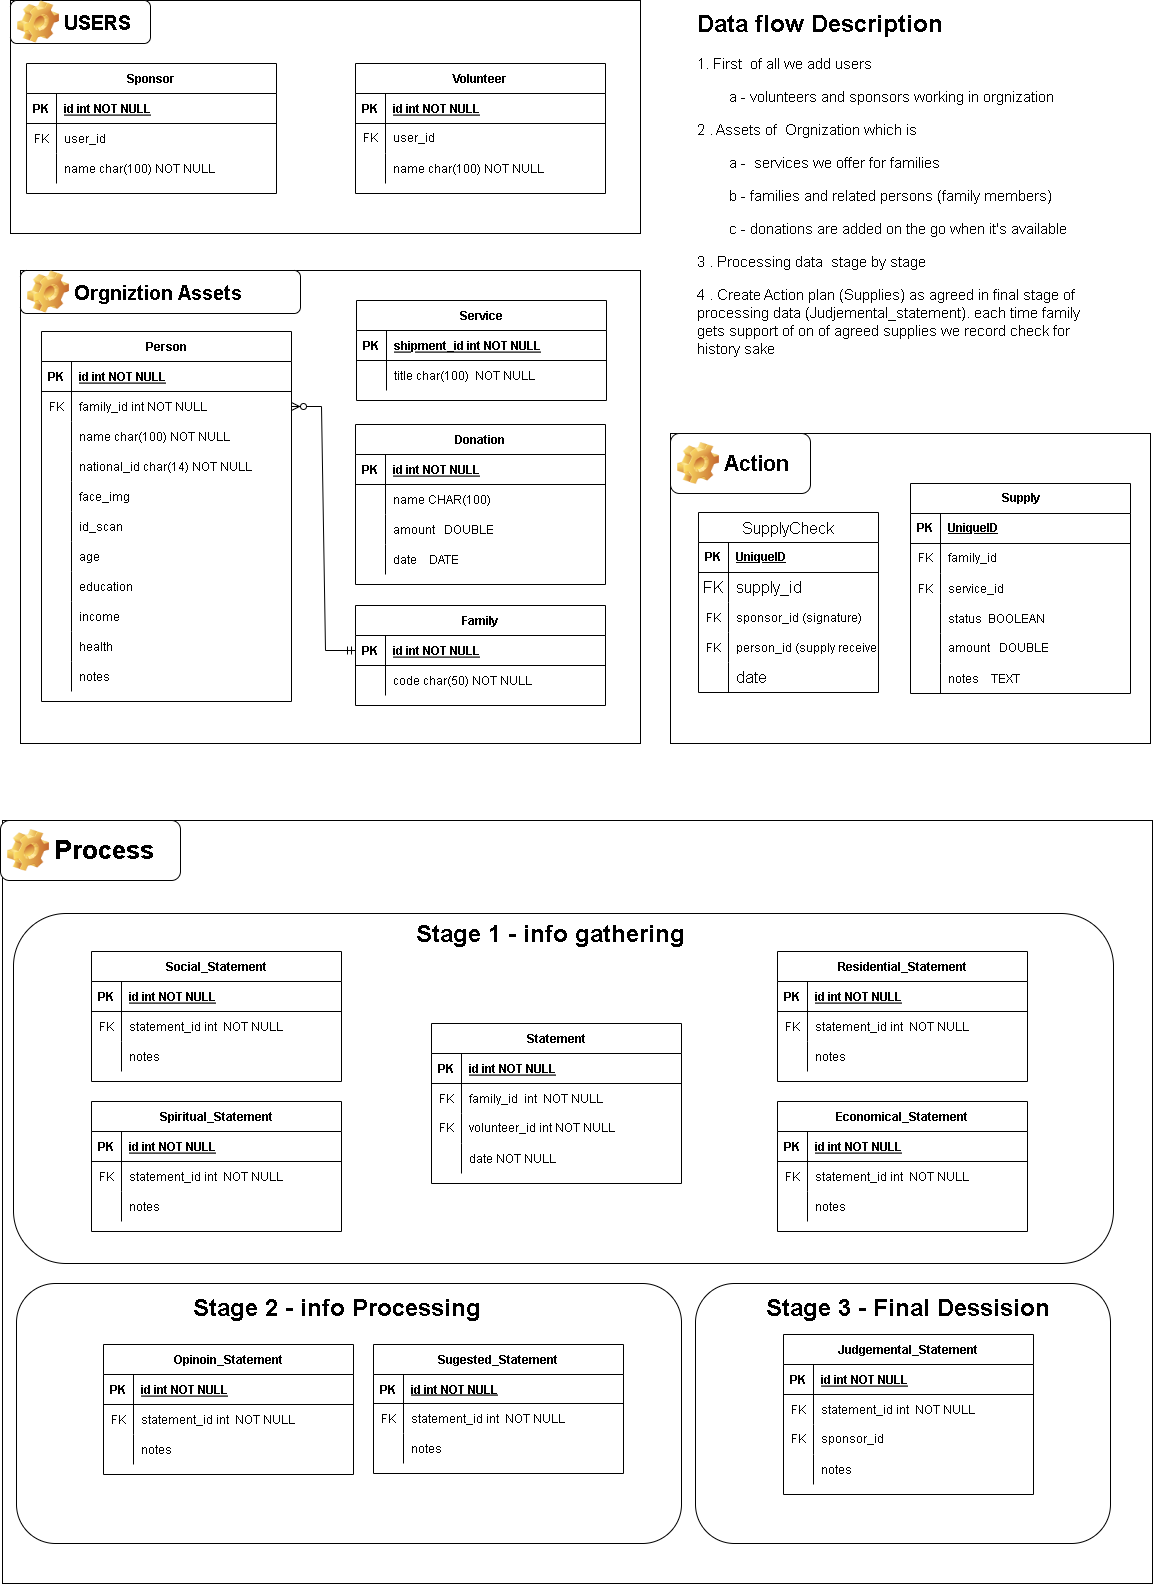 USERS
Sponsor
PK id int NOT NULL
FK user_id
name char(100) NOT NULL
Volunteer
PK id int NOT NULL
FK user_id
name char(100) NOT NULL
Data flow Description
1. First of all we add users
a - volunteers and sponsors working in orgnization
2 . Assets of Orgnization which is
a - services we offer for families
b - families and related persons (family members)
c - donations are added on the go when it's available
3 . Processing data stage by stage
4 . Create Action plan (Supplies) as agreed in final stage of
processing data (Judjemental_statement). each time family
gets support of on of agreed supplies we record check for
history sake
Orgniztion Assets
Person
PK id int NOT NULL
FK family_id int NOT NULL
name char(100) NOT NULL
national_id char(14) NOT NULL
face_img
id_scan
age
education
income
health
notes
Service
PK shipment_id int NOT NULL
title char(100) NOT NULL
Donation
PK id int NOT NULL
name CHAR(100)
amount DOUBLE
date DATE
Family
PK id int NOT NULL
code char(50) NOT NULL
Action
SupplyCheck
PK UniqueID
FK supply_id
FK sponsor_id (signature)
FK person_id (supply receive
date
Supply
PK UniqueID
FK family_id
FK service_id
status BOOLEAN
amount DOUBLE
notes TEXT
Process
Stage 1 - info gathering
Social_Statement
PK id int NOT NULL
FK statement_id int NOT NULL
notes
Spiritual_Statement
PK id int NOT NULL
FK statement_id int NOT NULL
notes
Statement
PK id int NOT NULL
FK family_id int NOT NULL
FK volunteer_id int NOT NULL
date NOT NULL
Residential_Statement
PK id int NOT NULL
FK statement_id int NOT NULL
notes
Economical_Statement
PK id int NOT NULL
FK statement_id int NOT NULL
notes
Stage 2 - info Processing
Opinoin_Statement
PK id int NOT NULL
FK statement_id int NOT NULL
notes
Sugested_Statement
PK id int NOT NULL
FK statement_id int NOT NULL
notes
Stage 3 - Final Dessision
Judgemental_Statement
PK id int NOT NULL
FK statement_id int NOT NULL
FK sponsor_id
notes